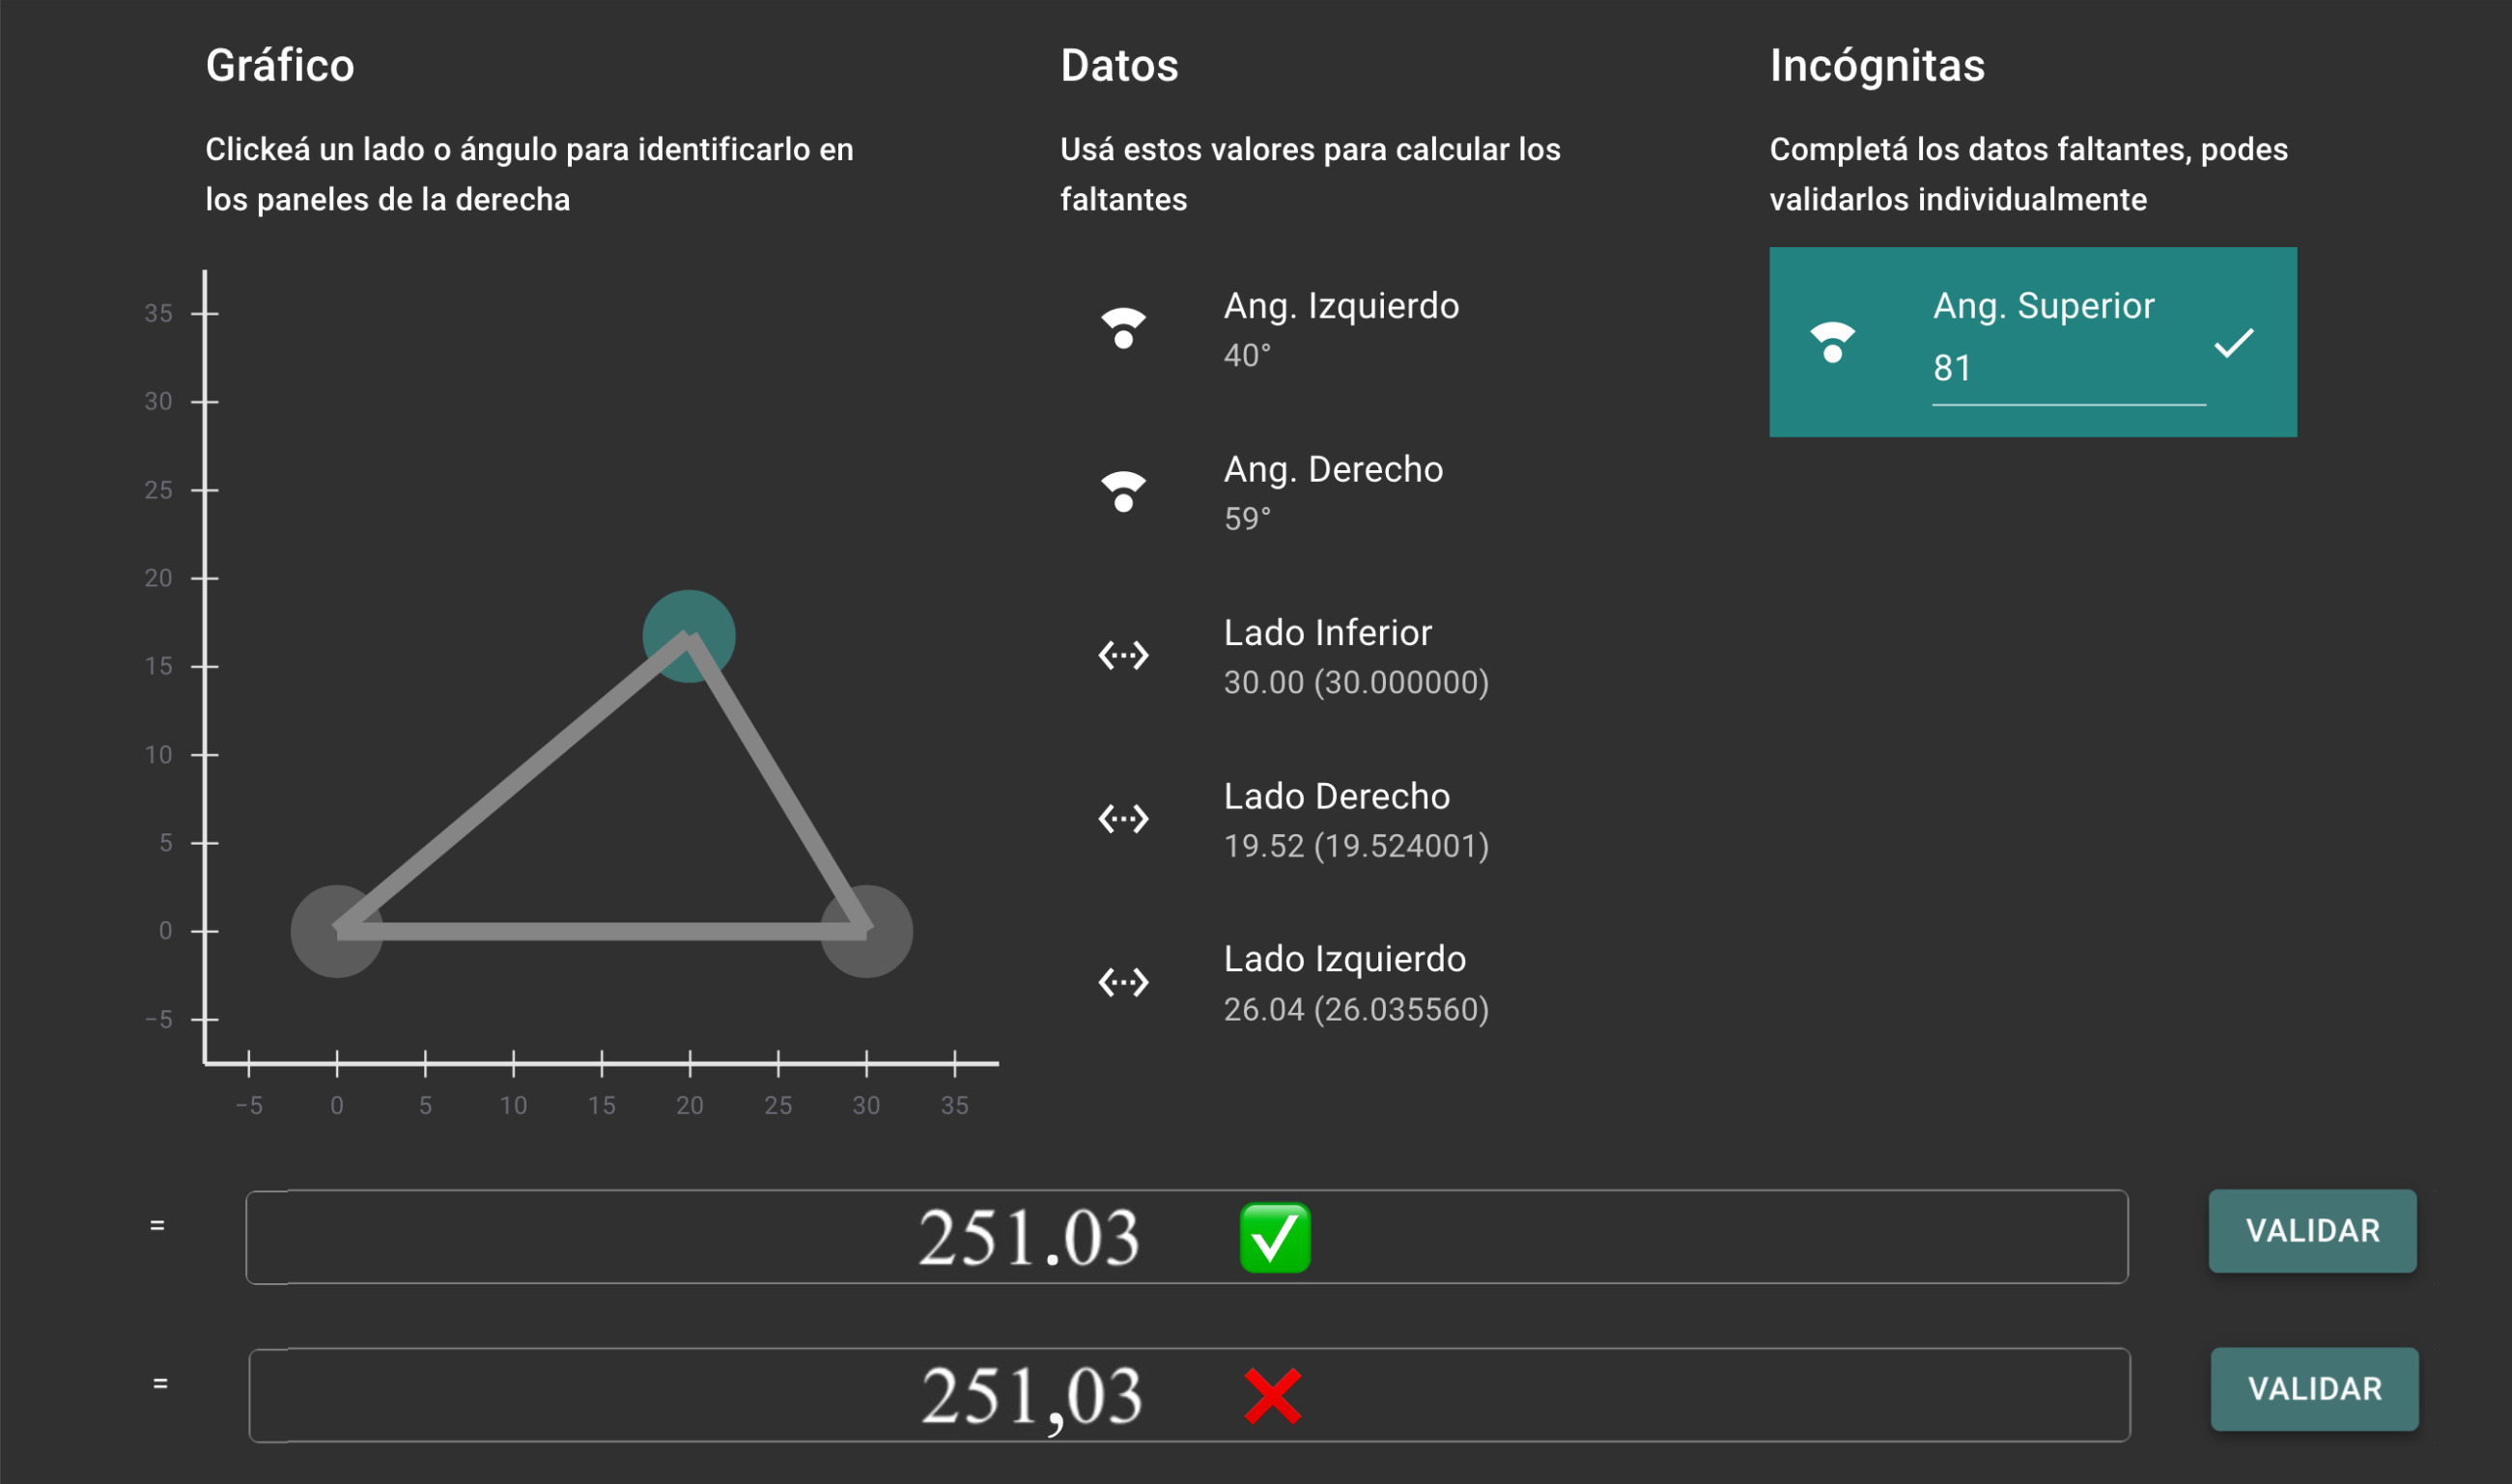 Gráfico
Clickeá un lado o ángulo para identificarlo en
los paneles de la derecha
35
30
25
20
15
10
5
0
−5
−5 0 5 10 15 20 25 30 35
Datos
Usá estos valores para calcular los
faltantes
Ang. Izquierdo
40°
Ang. Derecho
59°
Lado Inferior
30.00 (30.000000)
Lado Derecho
19.52 (19.524001)
Lado Izquierdo
26.04 (26.035560)
Incógnitas
Completá los datos faltantes, podes
validarlos individualmente
Ang. Superior
81
= 251.03 VALIDAR
= 251,03 VALIDAR